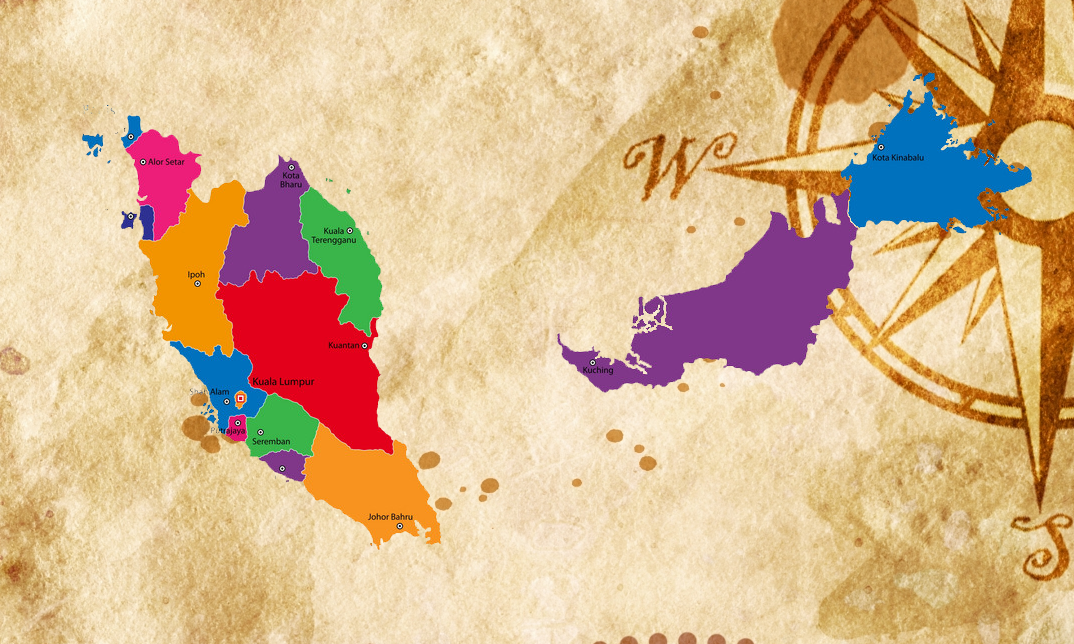 W
Alor Setar
Kota
Bharu
Kuala
Terengganu
Kota Kinabalu
Ipoh
Kuantan
Kuala Lumpur
Shah Alam
Putrajaya
Seremban
Kuching
Johor Bahru
S